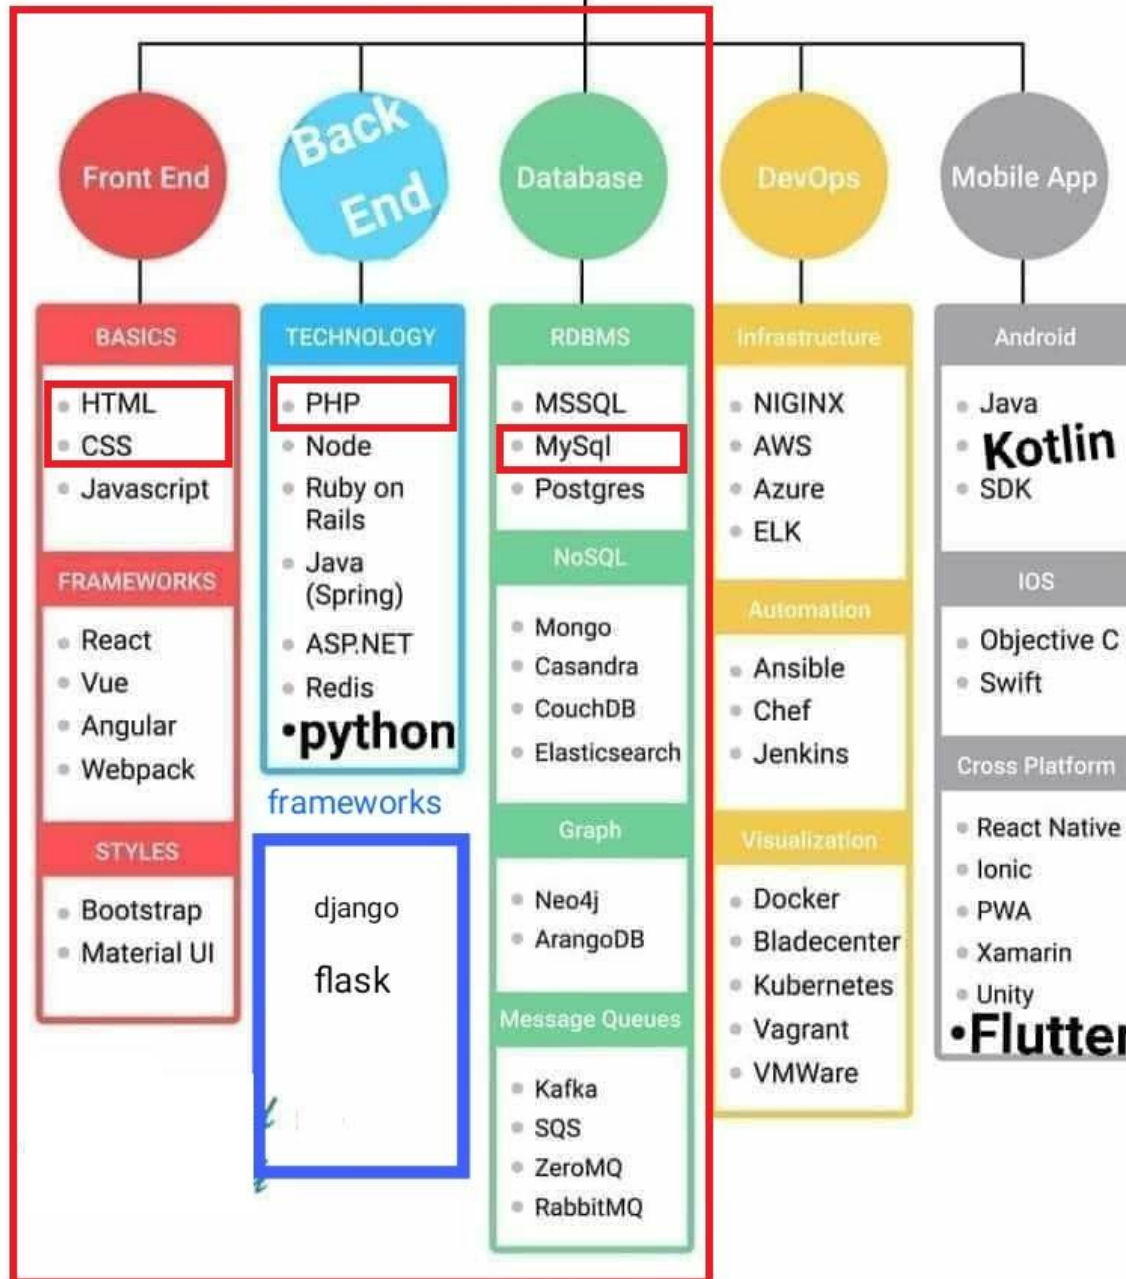 Front End
BASICS
HTML
CSS
Javascript
FRAMEWORKS
React
Vue
Angular
Webpack
STYLES
Bootstrap
Material UI
Back
End
TECHNOLOGY
PHP
Node
Ruby on
Rails
Java
(Spring)
ASP.NET
Redis
•python
frameworks
django
flask
Database
RDBMS
MSSQL
MySql
Postgres
NoSQL
Mongo
Casandra
CouchDB
Elasticsearch
Graph
Neo4j
ArangoDB
Message Queues
Kafka
SQS
ZeroMQ
RabbitMQ
DevOps
Infrastructure
NIGINX
AWS
Azure
ELK
Automation
Ansible
Chef
Jenkins
Visualization
Docker
Bladecenter
Kubernetes
Vagrant
VMWare
Mobile App
Android
Java
Kotlin
SDK
IOS
Objective C
Swift
Cross Platform
React Native
Ionic
PWA
Xamarin
Unity
•Flutter